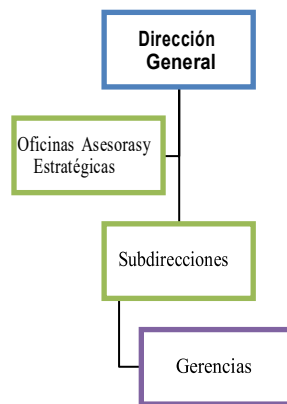 Dirección
General
Oficinas Asesorasy
Estratégicas
Subdirecciones
Gerencias